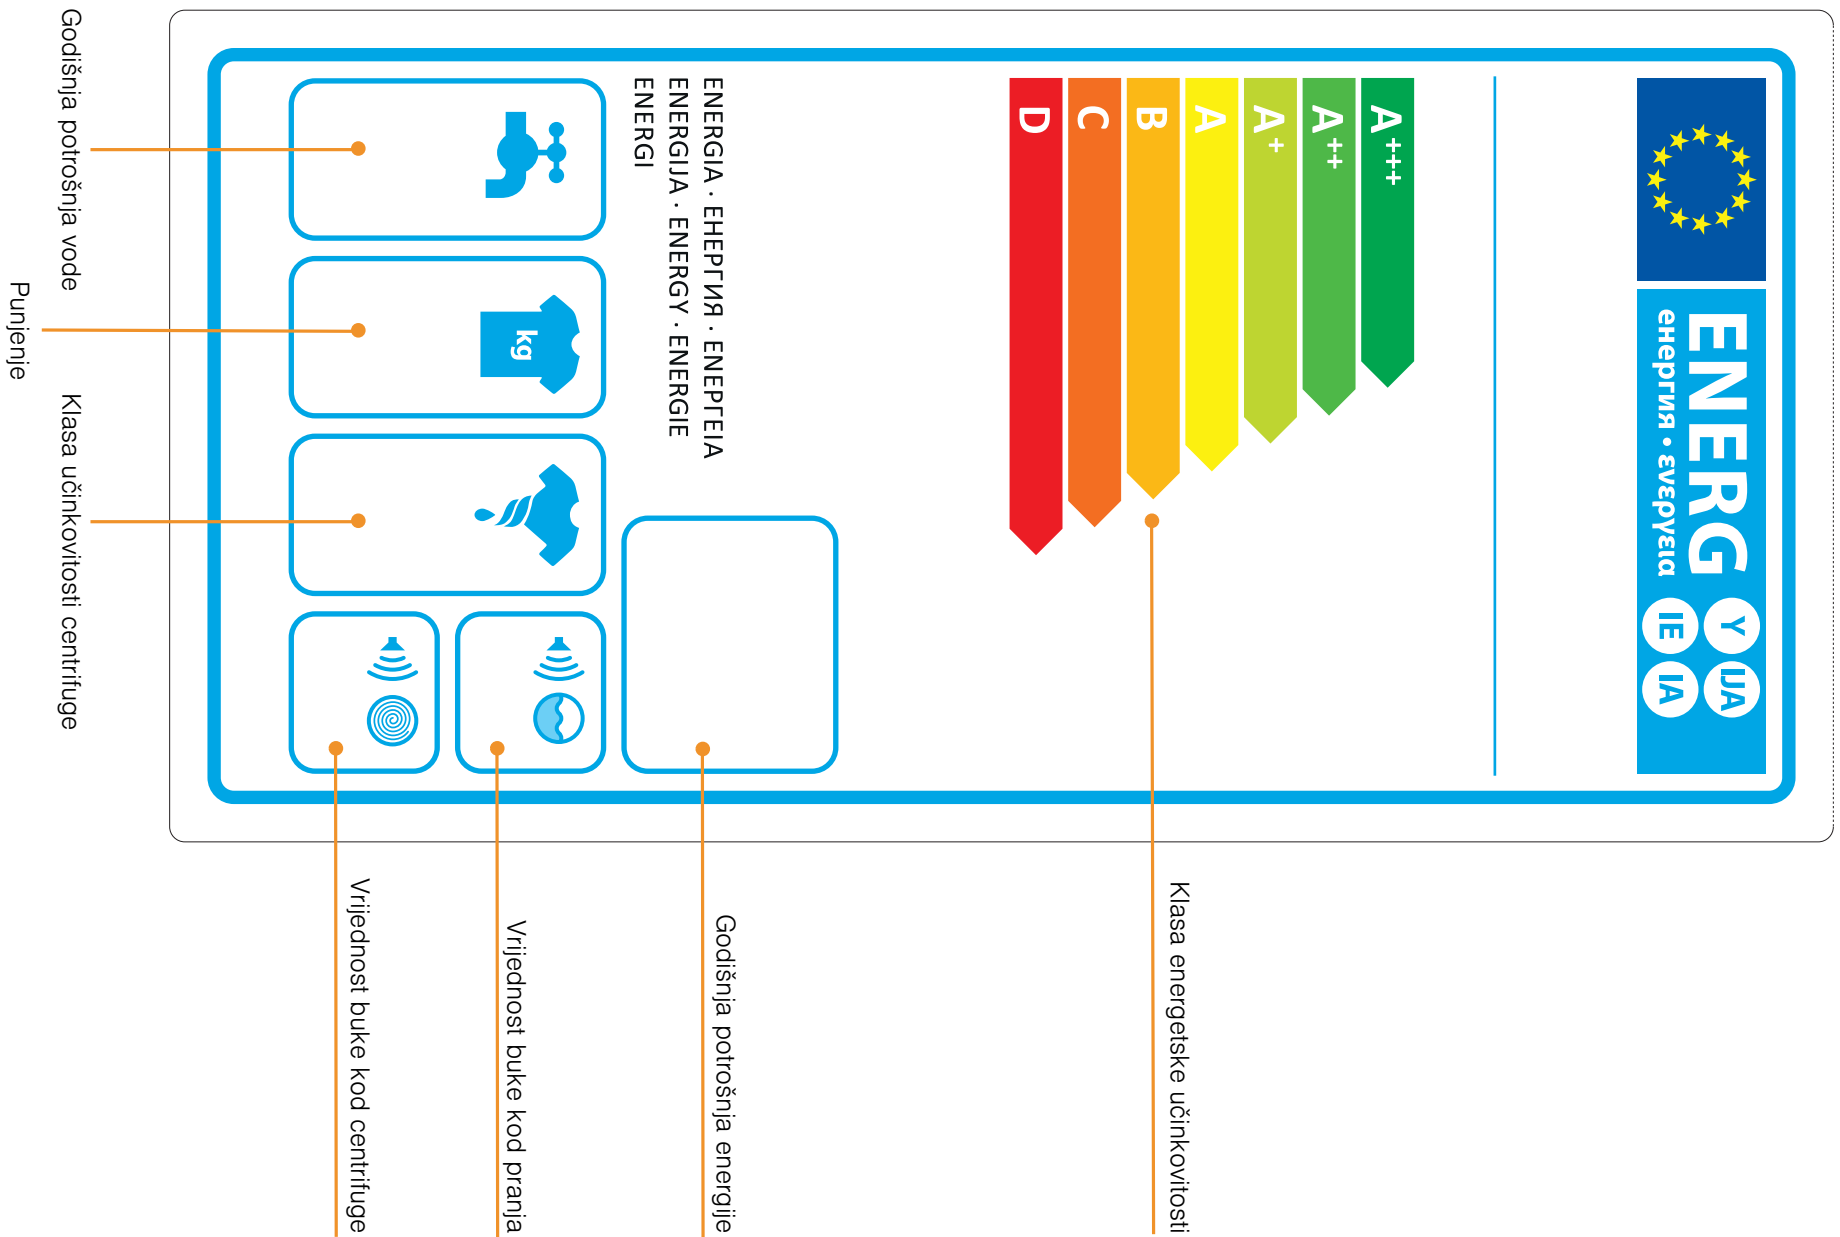 ENERG
енергия · ενεργεια
Y
IJA
IE
IA
A+++
A++
A+
A
B
C
D
Klasa energetske učinkovitosti
ENERGIA · ЕНЕРГИЯ · ΕΝΕΡΓΕΙΑ
ENERGIJA · ENERGY · ENERGIE
ENERGI
Godišnja potrošnja energije
kg
Vrijednost buke kod pranja
Vrijednost buke kod centrifuge
Godišnja potrošnja vode
Punjenje
Klasa učinkovitosti centrifuge